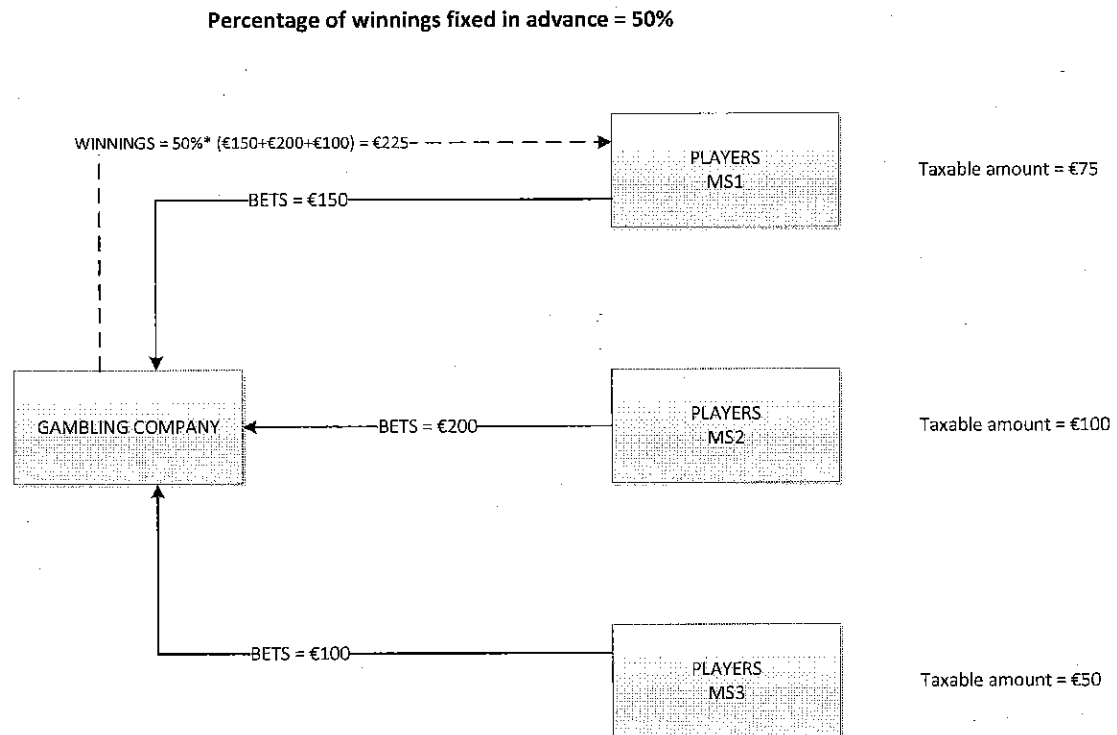 Percentage of winnings fixed in advance = 50%
WINNINGS = 50%* (€150+€200+€100) = €225
PLAYERS
MS1
Taxable amount = €75
BETS = €150
GAMBLING COMPANY
BETS = €200
PLAYERS
MS2
Taxable amount = €100
BETS = €100
PLAYERS
MS3
Taxable amount = €50